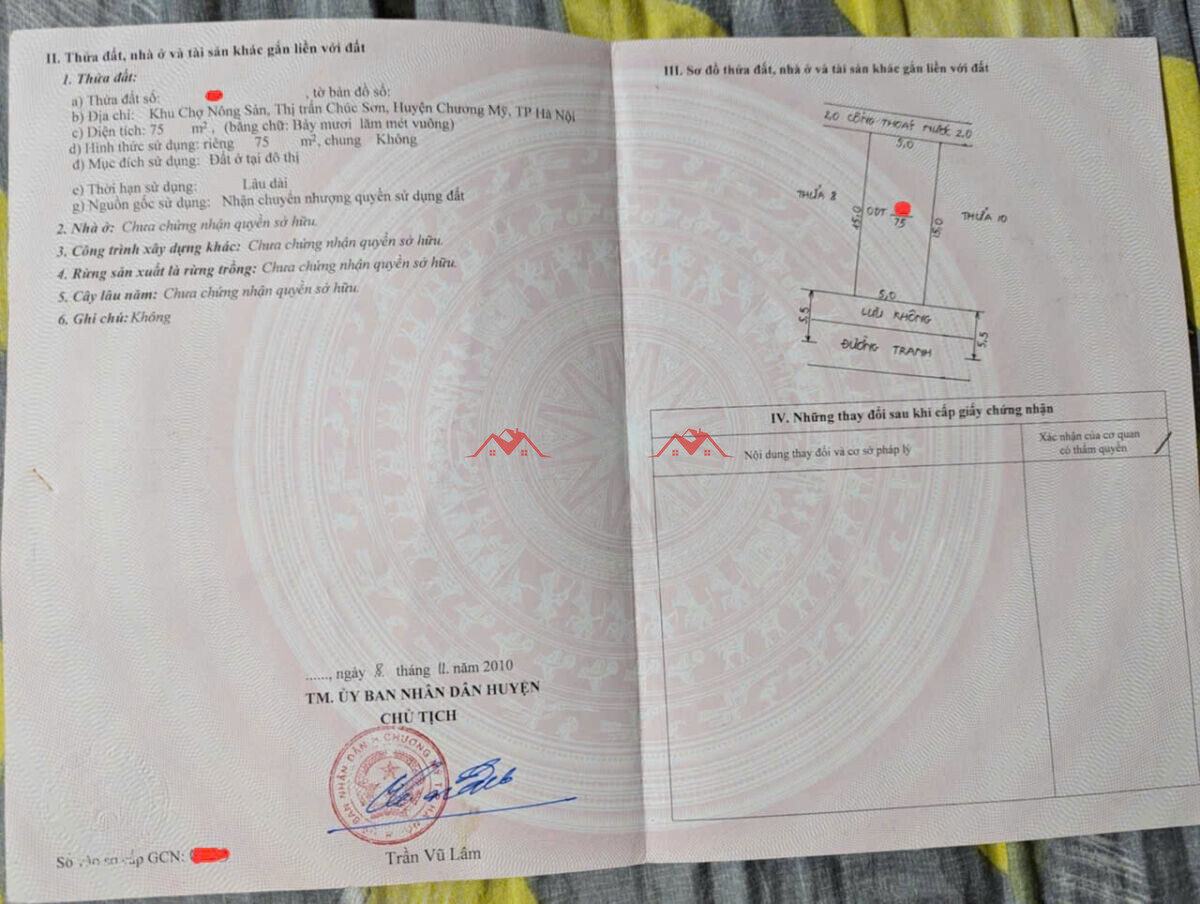 II. Thửa đất, nhà ở và tài sản khác gắn liền với đất
1. Thửa đất:
a) Thửa đất số: , tờ bản đồ số:
b) Địa chỉ: Khu Chợ Nông Sản, Thị trấn Chúc Sơn, Huyện Chương Mỹ, TP Hà Nội
c) Diện tích: 75 m², (bằng chữ: Bảy mươi lăm mét vuông)
d) Hình thức sử dụng: riêng 75 m², chung Không
đ) Mục đích sử dụng: Đất ở tại đô thị
e) Thời hạn sử dụng: Lâu dài
g) Nguồn gốc sử dụng: Nhận chuyển nhượng quyền sử dụng đất
2. Nhà ở: Chưa chứng nhận quyền sở hữu.
3. Công trình xây dựng khác: Chưa chứng nhận quyền sở hữu.
4. Rừng sản xuất là rừng trồng: Chưa chứng nhận quyền sở hữu.
5. Cây lâu năm: Chưa chứng nhận quyền sở hữu.
6. Ghi chú: Không
......, ngày 8 tháng 11. năm 2010
TM. ỦY BAN NHÂN DÂN HUYỆN
CHỦ TỊCH
BAN NHÂN DÂN H. CHƯƠNG MỸ
Trần Vũ Lâm
Số vào sổ cấp GCN:
III. Sơ đồ thửa đất, nhà ở và tài sản khác gắn liền với đất
2.0 CỐNG THOÁT NƯỚC 2.0
5,0
THỬA 8
15,0
ODT
75
15,0
THỬA 10
5,0
5,5
LƯU KHÔNG
5,5
ĐƯỜNG TRANH
IV. Những thay đổi sau khi cấp giấy chứng nhận
Nội dung thay đổi và cơ sở pháp lý
Xác nhận của cơ quan
có thẩm quyền